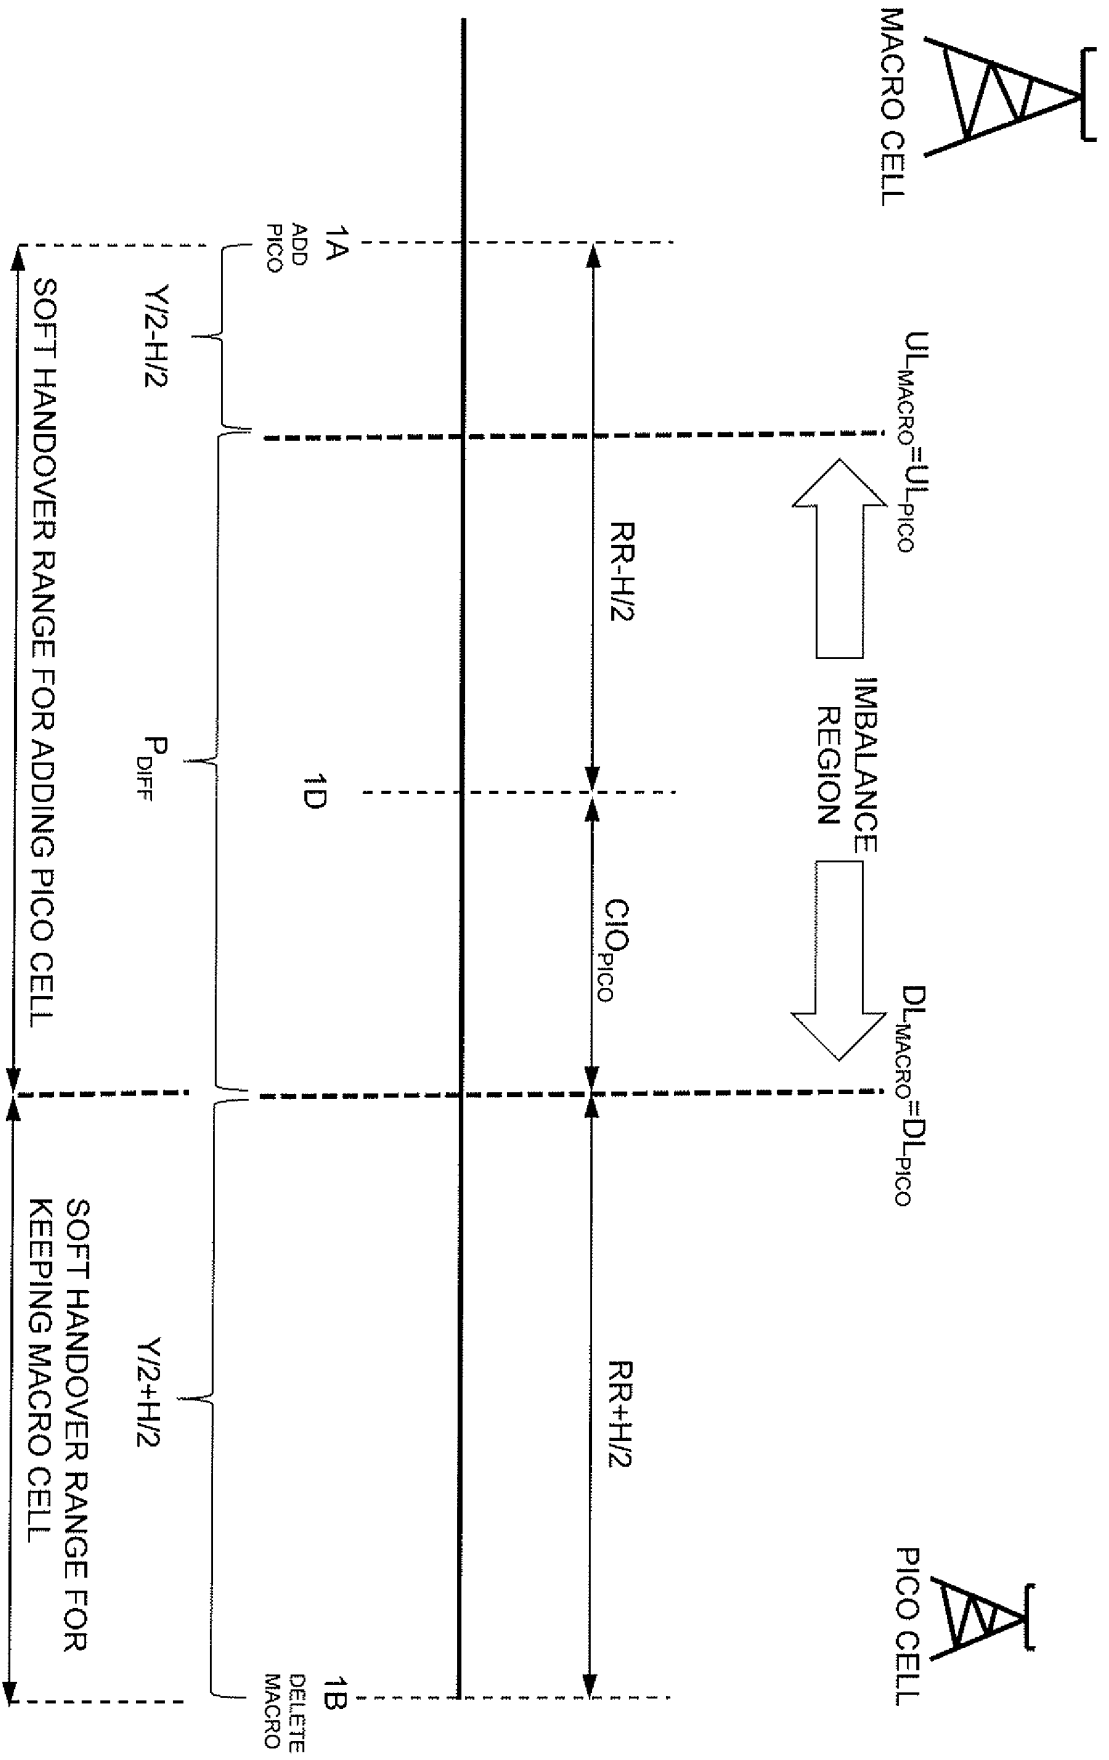 MACRO CELL
PICO CELL
UL_MACRO=UL_PICO
DL_MACRO=DL_PICO
IMBALANCE
REGION
RR-H/2
CIO_PICO
RR+H/2
1A
ADD
PICO
1D
1B
DELETE
MACRO
Y/2-H/2
P_DIFF
Y/2+H/2
SOFT HANDOVER RANGE FOR ADDING PICO CELL
SOFT HANDOVER RANGE FOR
KEEPING MACRO CELL